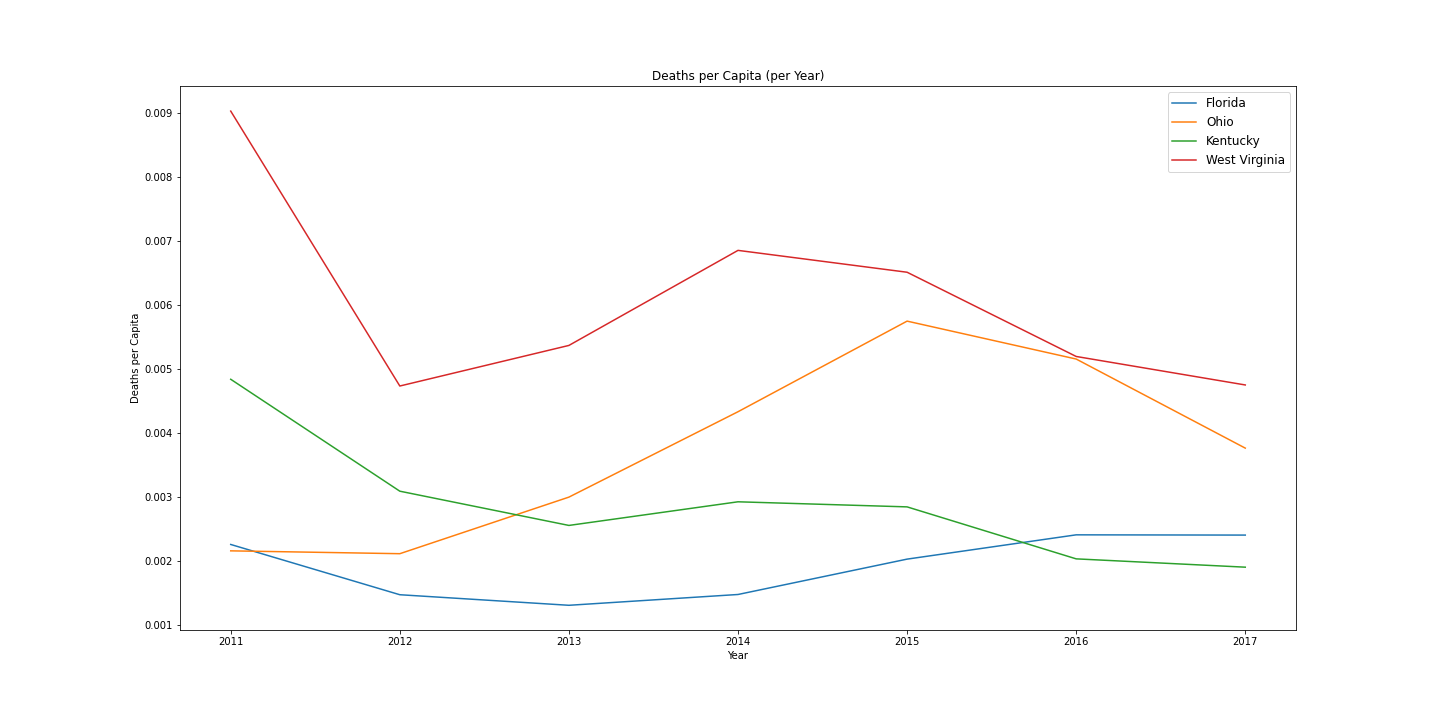 Deaths per Capita (per Year)
Florida
Ohio
Kentucky
West Virginia
Deaths per Capita
0.009
0.008
0.007
0.006
0.005
0.004
0.003
0.002
0.001
2011 2012 2013 2014 2015 2016 2017
Year